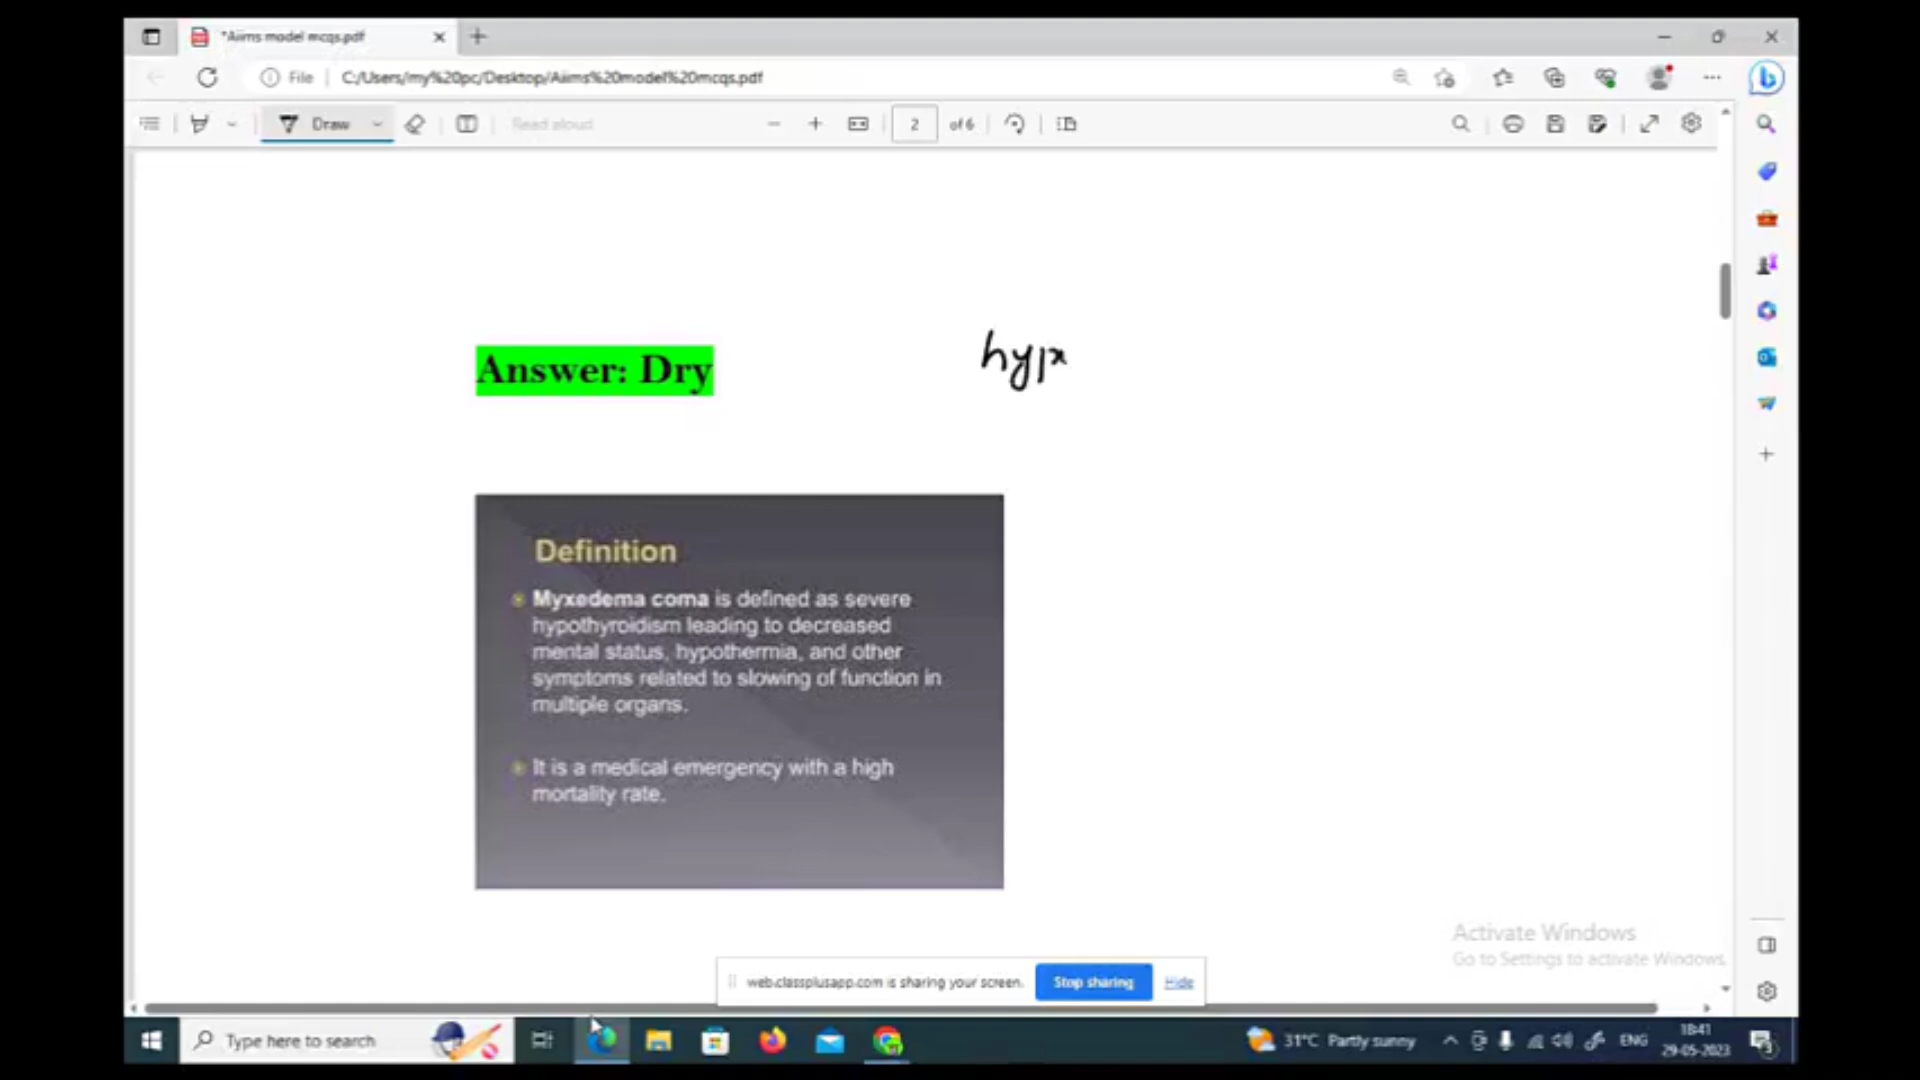 *Aiims model mcqs.pdf
File
C:/Users/my%20pc/Desktop/Aiims%20model%20mcqs.pdf
Draw
Read aloud
2 of 6
Answer: Dry
hyp
Definition
Myxedema coma is defined as severe
hypothyroidism leading to decreased
mental status, hypothermia, and other
symptoms related to slowing of function in
multiple organs.
It is a medical emergency with a high
mortality rate.
Activate Windows
Go to Settings to activate Windows.
web.classplusapp.com is sharing your screen.
Stop sharing
Hide
Type here to search
31°C Partly sunny
ENG
18:41
29-05-2023